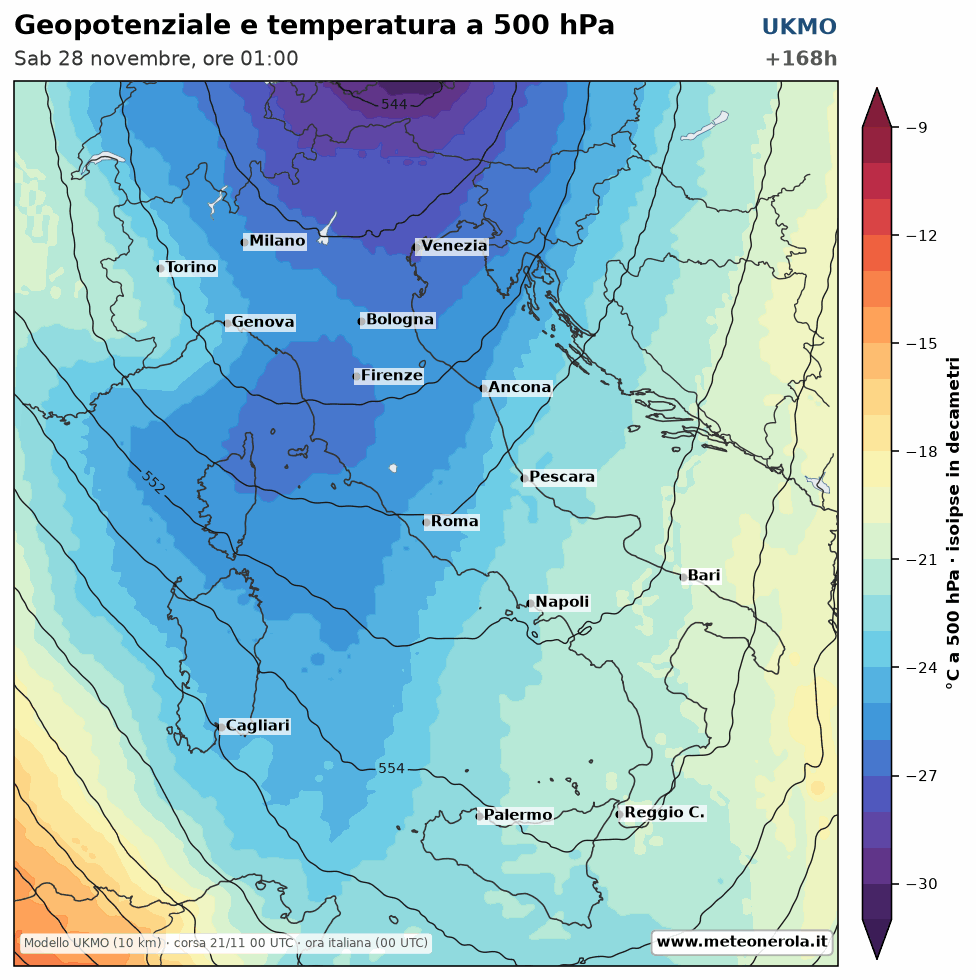 Geopotenziale e temperatura a 500 hPa
UKMO
Sab 28 novembre, ore 01:00
+168h
544
Milano
Venezia
Torino
Genova
Bologna
Firenze
Ancona
552
Pescara
Roma
Bari
Napoli
Cagliari
554
Palermo
Reggio C.
Modello UKMO (10 km) · corsa 21/11 00 UTC · ora italiana (00 UTC)
www.meteonerola.it
−9
−12
−15
−18
−21
−24
−27
−30
°C a 500 hPa · isoipse in decametri